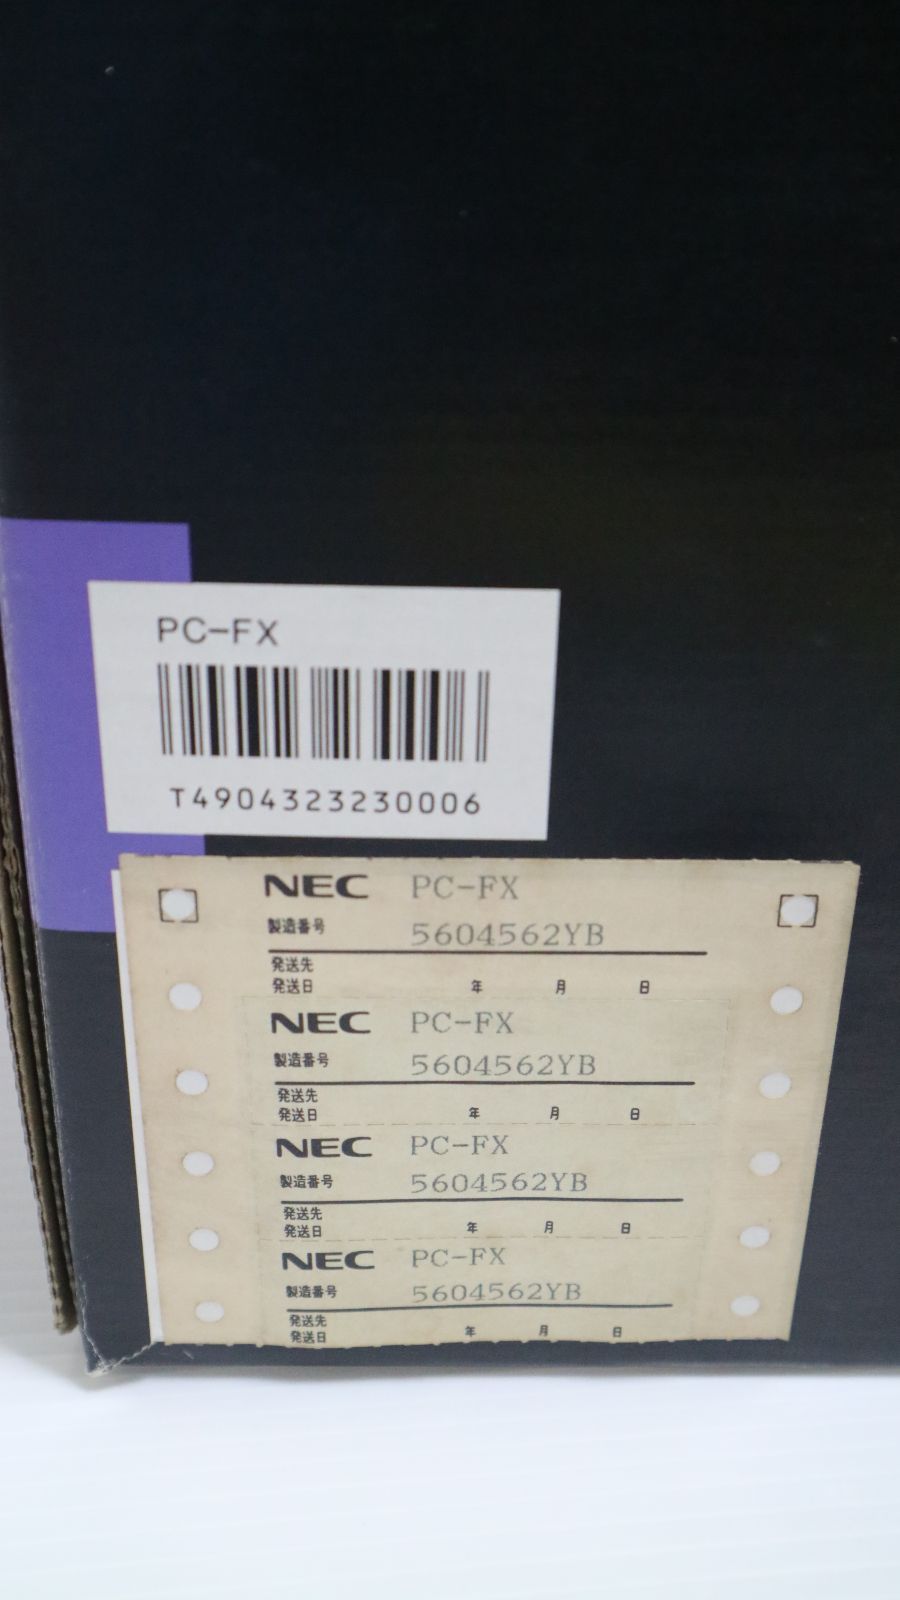 PC-FX
T4904323230006
NEC PC-FX
製造番号 5604562YB
発送先
発送日 年 月 日
NEC PC-FX
製造番号 5604562YB
発送先
発送日 年 月 日
NEC PC-FX
製造番号 5604562YB
発送先
発送日 年 月 日
NEC PC-FX
製造番号 5604562YB
発送先
発送日 年 月 日